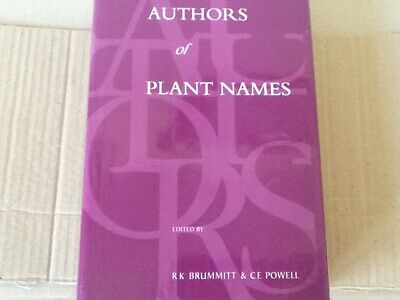 AUTHORS
of
PLANT NAMES
EDITED BY
R K BRUMMITT & C E POWELL